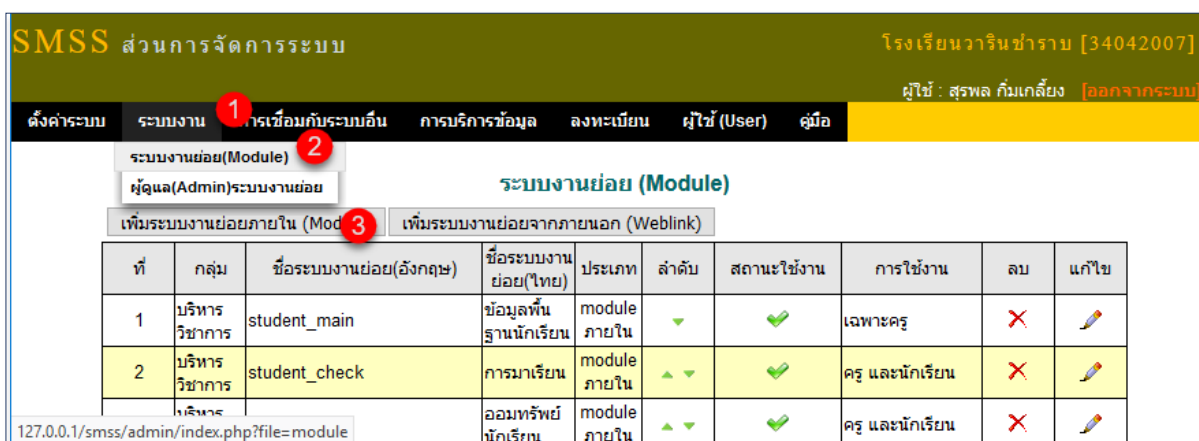 SMSS ส่วนการจัดการระบบ
โรงเรียนวารินชำราบ [34042007]
ผู้ใช้ : สุรพล กิ่มเกลี้ยง [ออกจากระบบ]
ตั้งค่าระบบ ระบบงาน 1 การเชื่อมกับระบบอื่น การบริการข้อมูล ลงทะเบียน ผู้ใช้ (User) คู่มือ
ระบบงานย่อย(Module) 2
ผู้ดูแล(Admin)ระบบงานย่อย
ระบบงานย่อย (Module)
เพิ่มระบบงานย่อยภายใน (Mod 3 เพิ่มระบบงานย่อยจากภายนอก (Weblink)
ที่ กลุ่ม ชื่อระบบงานย่อย(อังกฤษ) ชื่อระบบงาน ประเภท ลำดับ สถานะใช้งาน การใช้งาน ลบ แก้ไข
ย่อย(ไทย)
1 บริหาร student_main ข้อมูลพื้น module เฉพาะครู
วิชาการ ฐานนักเรียน ภายใน
2 บริหาร student_check การมาเรียน module ครู และนักเรียน
วิชาการ ภายใน
บริหาร ออมทรัพย์ module ครู และนักเรียน
นักเรียน ภายใน
127.0.0.1/smss/admin/index.php?file=module